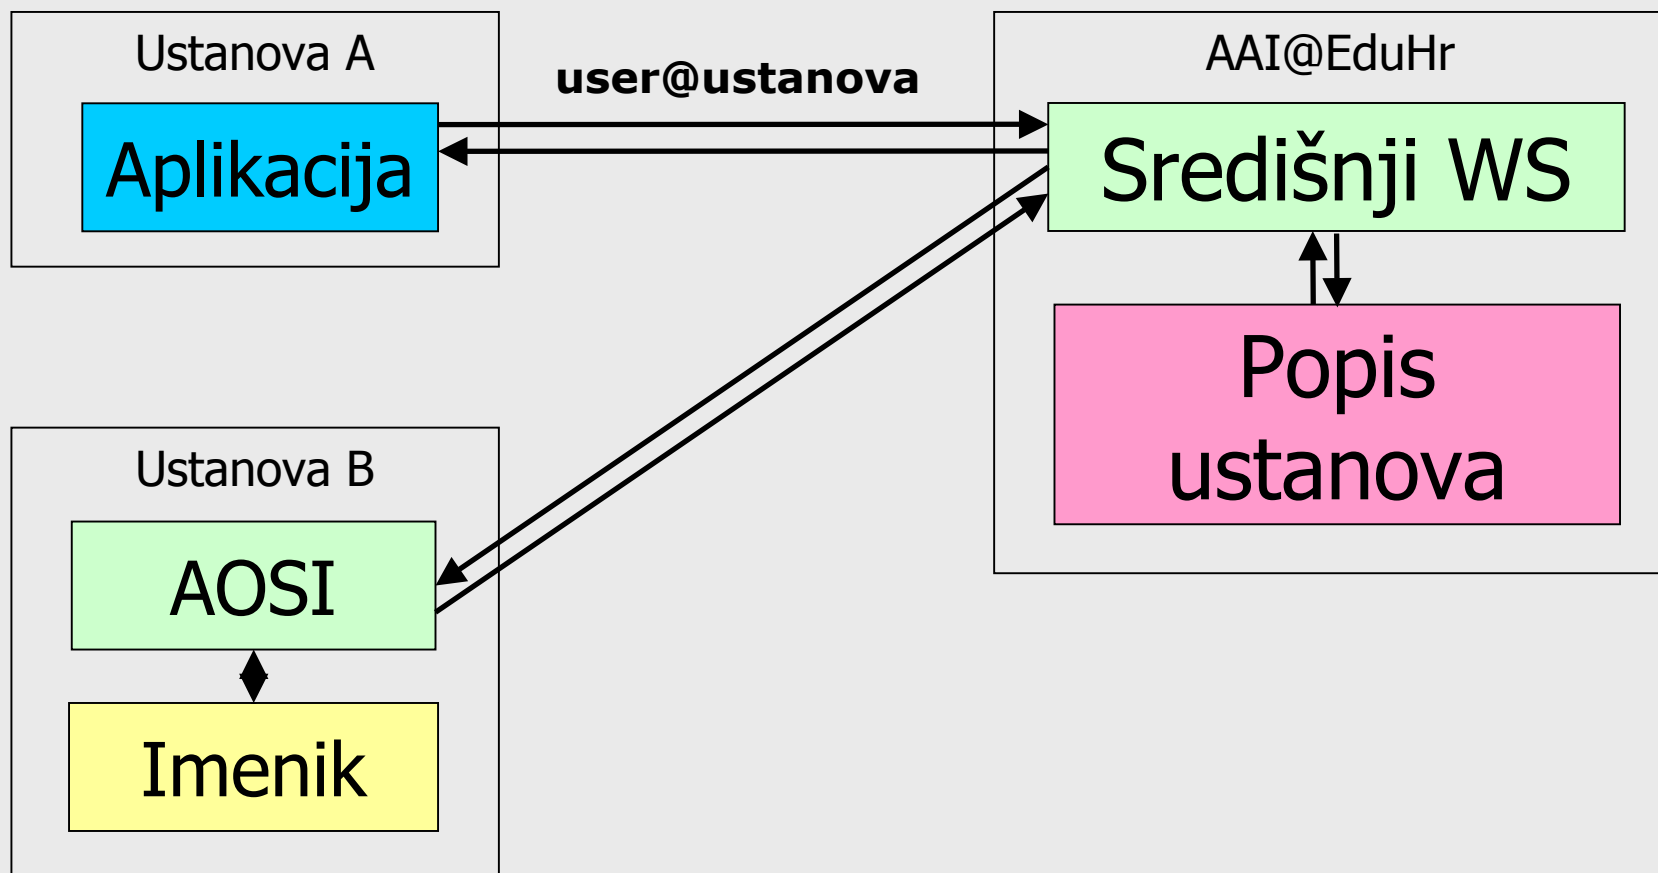 Ustanova A
Aplikacija
user@ustanova
AAI@EduHr
Središnji WS
Popis
ustanova
Ustanova B
AOSI
Imenik